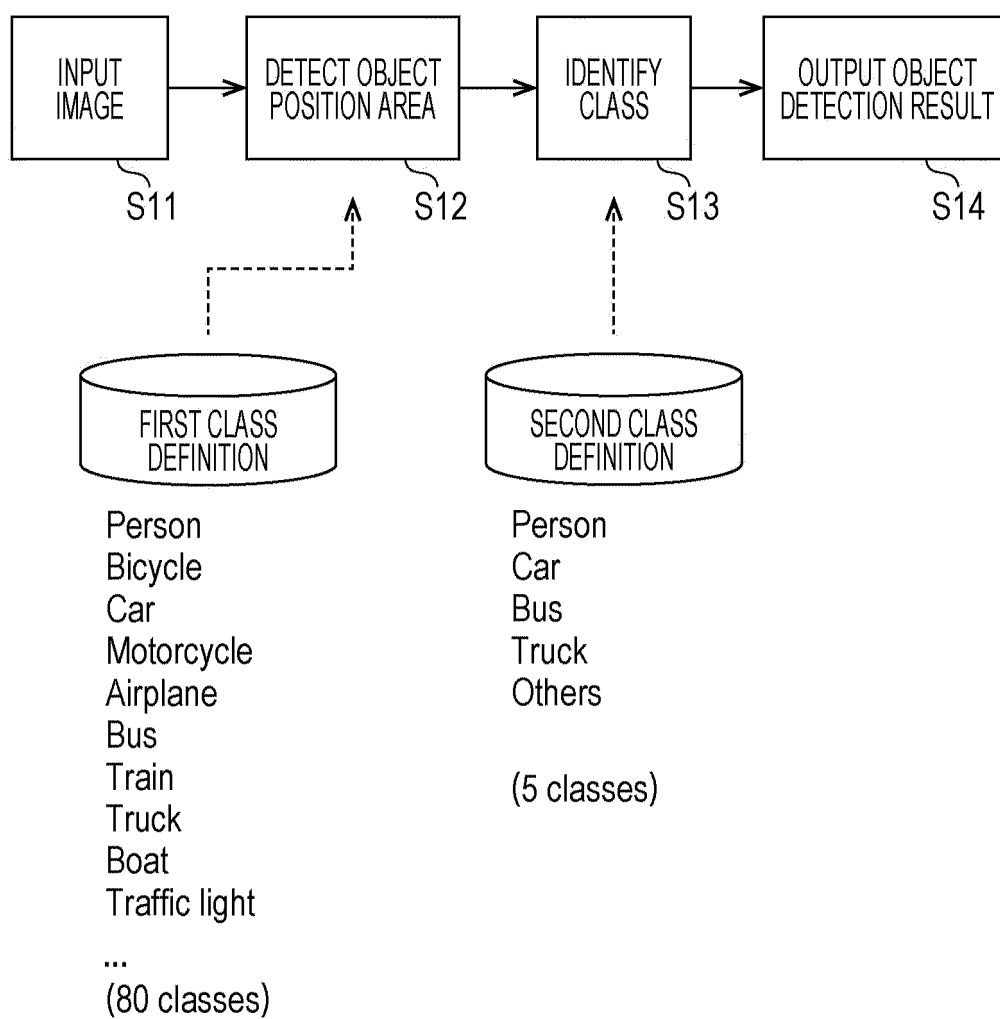 INPUT
IMAGE
DETECT OBJECT
POSITION AREA
IDENTIFY
CLASS
OUTPUT OBJECT
DETECTION RESULT
S11
S12
S13
S14
FIRST CLASS
DEFINITION
Person
Bicycle
Car
Motorcycle
Airplane
Bus
Train
Truck
Boat
Traffic light
...
(80 classes)
SECOND CLASS
DEFINITION
Person
Car
Bus
Truck
Others
(5 classes)